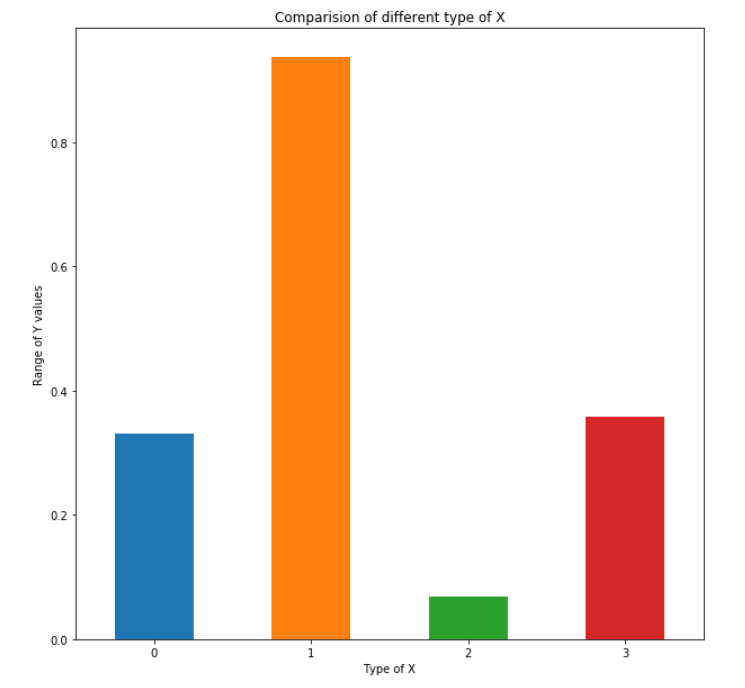 Comparision of different type of X
0.8
0.6
0.4
0.2
0.0
Range of Y values
0 1 2 3
Type of X